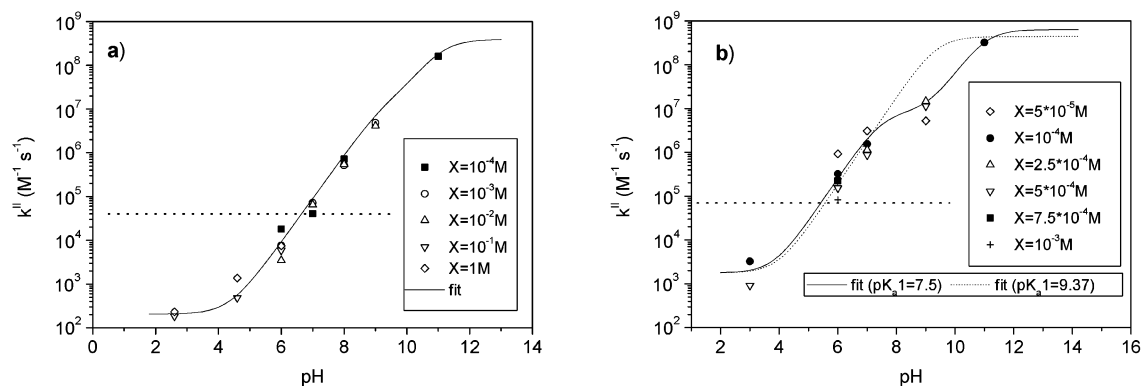 a)
k^II (M^-1 s^-1)
10^9
10^8
10^7
10^6
10^5
10^4
10^3
10^2
X=10^-4M
X=10^-3M
X=10^-2M
X=10^-1M
X=1M
fit
0 2 4 6 8 10 12 14
pH
b)
k^II (M^-1 s^-1)
10^9
10^8
10^7
10^6
10^5
10^4
10^3
10^2
X=5*10^-5M
X=10^-4M
X=2.5*10^-4M
X=5*10^-4M
X=7.5*10^-4M
X=10^-3M
fit (pK_a1=7.5) fit (pK_a1=9.37)
2 4 6 8 10 12 14 16
pH